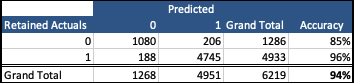 Predicted
Retained Actuals 0 1 Grand Total Accuracy
0 1080 206 1286 85%
1 188 4745 4933 96%
Grand Total 1268 4951 6219 94%